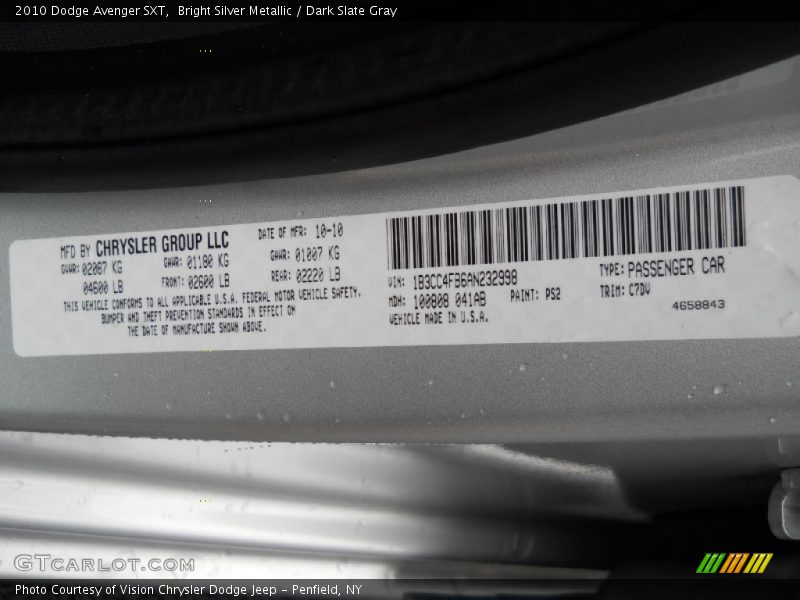 2010 Dodge Avenger SXT,  Bright Silver Metallic / Dark Slate Gray
MFD BY CHRYSLER GROUP LLC
DATE OF MFR: 10-10
GVWR: 02087 KG
GAWR: 01180 KG
GAWR: 01007 KG
04600 LB
FRONT: 02600 LB
REAR: 02220 LB
THIS VEHICLE CONFORMS TO ALL APPLICABLE U.S.A. FEDERAL MOTOR VEHICLE SAFETY,
BUMPER AND THEFT PREVENTION STANDARDS IN EFFECT ON
THE DATE OF MANUFACTURE SHOWN ABOVE.
VIN: 1B3CC4FB6AN232998
TYPE: PASSENGER CAR
MDH: 100808 041AB
PAINT: PS2
TRIM: C7DV
VEHICLE MADE IN U.S.A.
4658843
GTCARLOT.COM
Photo Courtesy of Vision Chrysler Dodge Jeep - Penfield, NY